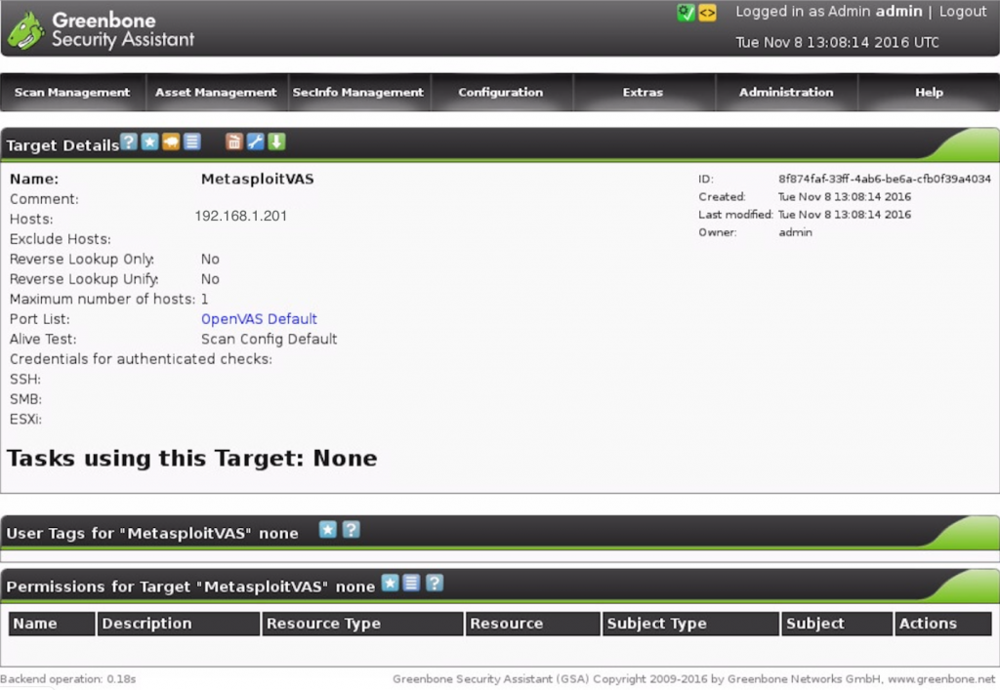 Greenbone
Security Assistant
Logged in as Admin admin | Logout
Tue Nov 8 13:08:14 2016 UTC
Scan Management Asset Management SecInfo Management Configuration Extras Administration Help
Target Details
Name: MetasploitVAS
Comment:
Hosts: 192.168.1.201
Exclude Hosts:
Reverse Lookup Only: No
Reverse Lookup Unify: No
Maximum number of hosts: 1
Port List: OpenVAS Default
Alive Test: Scan Config Default
Credentials for authenticated checks:
SSH:
SMB:
ESXi:
ID: 8f874faf-33ff-4ab6-be6a-cfb0f39a4034
Created: Tue Nov 8 13:08:14 2016
Last modified: Tue Nov 8 13:08:14 2016
Owner: admin
Tasks using this Target: None
User Tags for "MetasploitVAS" none
Permissions for Target "MetasploitVAS" none
Name Description Resource Type Resource Subject Type Subject Actions
Backend operation: 0.18s Greenbone Security Assistant (GSA) Copyright 2009-2016 by Greenbone Networks GmbH, www.greenbone.net